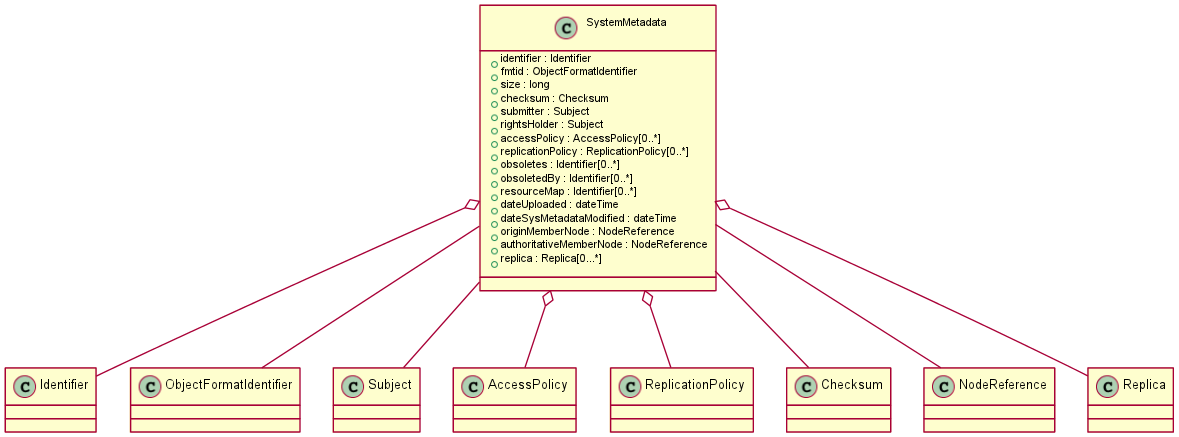 C SystemMetadata
identifier : Identifier
fmtid : ObjectFormatIdentifier
size : long
checksum : Checksum
submitter : Subject
rightsHolder : Subject
accessPolicy : AccessPolicy[0..*]
replicationPolicy : ReplicationPolicy[0..*]
obsoletes : Identifier[0..*]
obsoletedBy : Identifier[0..*]
resourceMap : Identifier[0..*]
dateUploaded : dateTime
dateSysMetadataModified : dateTime
originMemberNode : NodeReference
authoritativeMemberNode : NodeReference
replica : Replica[0...*]
C Identifier
C ObjectFormatIdentifier
C Subject
C AccessPolicy
C ReplicationPolicy
C Checksum
C NodeReference
C Replica